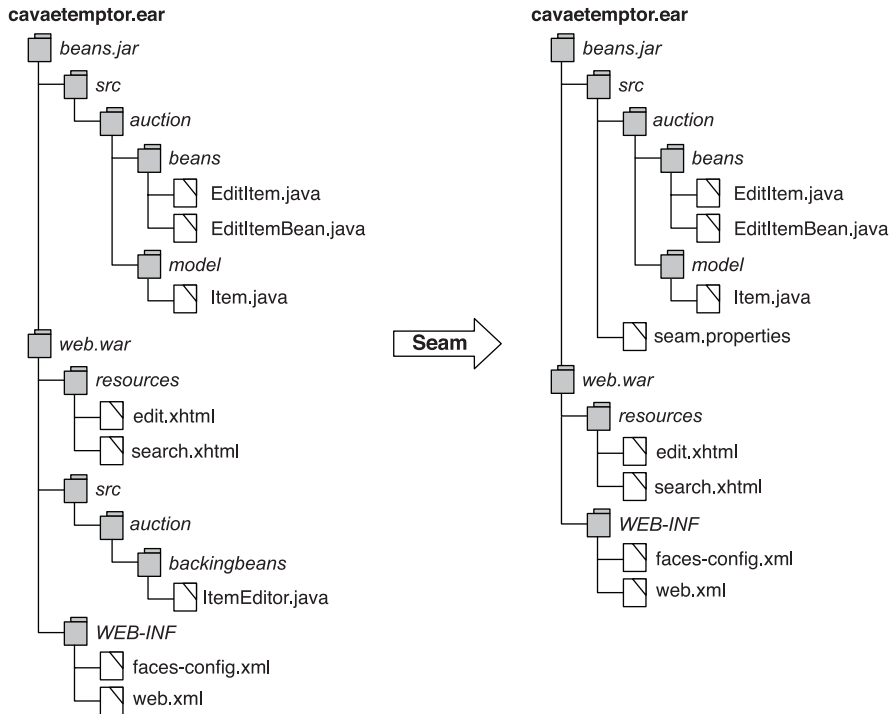 cavaetemptor.ear
beans.jar
src
auction
beans
EditItem.java
EditItemBean.java
model
Item.java
web.war
resources
edit.xhtml
search.xhtml
src
auction
backingbeans
ItemEditor.java
WEB-INF
faces-config.xml
web.xml
Seam
cavaetemptor.ear
beans.jar
src
auction
beans
EditItem.java
EditItemBean.java
model
Item.java
seam.properties
web.war
resources
edit.xhtml
search.xhtml
WEB-INF
faces-config.xml
web.xml